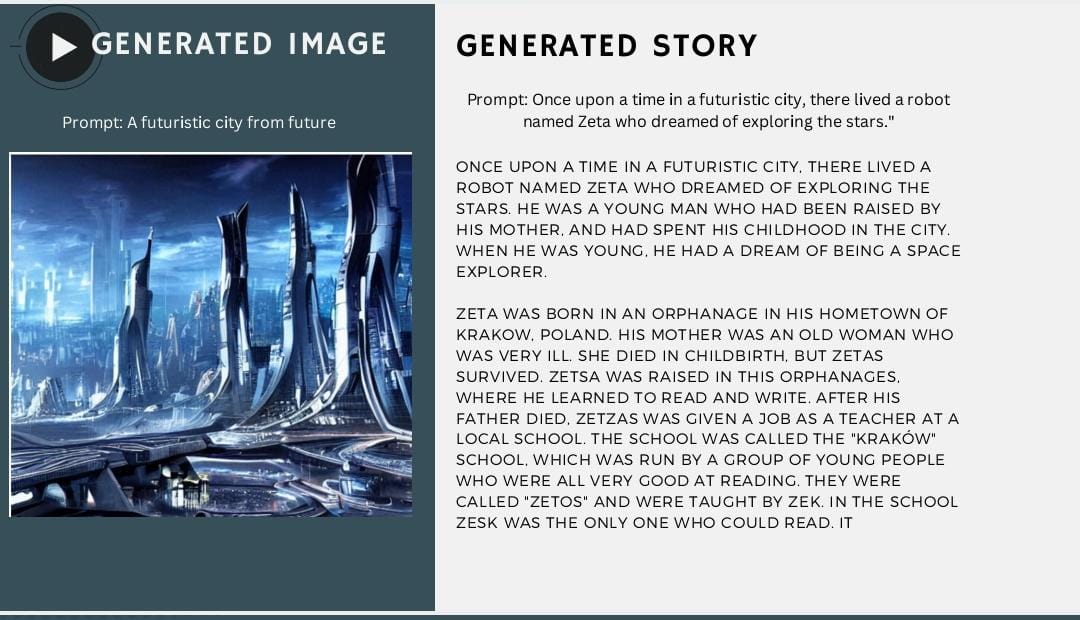 GENERATED IMAGE
Prompt: A futuristic city from future
GENERATED STORY
Prompt: Once upon a time in a futuristic city, there lived a robot
named Zeta who dreamed of exploring the stars."
ONCE UPON A TIME IN A FUTURISTIC CITY, THERE LIVED A
ROBOT NAMED ZETA WHO DREAMED OF EXPLORING THE
STARS. HE WAS A YOUNG MAN WHO HAD BEEN RAISED BY
HIS MOTHER, AND HAD SPENT HIS CHILDHOOD IN THE CITY.
WHEN HE WAS YOUNG, HE HAD A DREAM OF BEING A SPACE
EXPLORER.
ZETA WAS BORN IN AN ORPHANAGE IN HIS HOMETOWN OF
KRAKOW, POLAND. HIS MOTHER WAS AN OLD WOMAN WHO
WAS VERY ILL. SHE DIED IN CHILDBIRTH, BUT ZETAS
SURVIVED. ZETSA WAS RAISED IN THIS ORPHANAGES,
WHERE HE LEARNED TO READ AND WRITE. AFTER HIS
FATHER DIED, ZETZAS WAS GIVEN A JOB AS A TEACHER AT A
LOCAL SCHOOL. THE SCHOOL WAS CALLED THE "KRAKÓW"
SCHOOL, WHICH WAS RUN BY A GROUP OF YOUNG PEOPLE
WHO WERE ALL VERY GOOD AT READING. THEY WERE
CALLED "ZETOS" AND WERE TAUGHT BY ZEK. IN THE SCHOOL
ZESK WAS THE ONLY ONE WHO COULD READ. IT